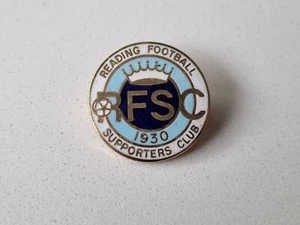 READING FOOTBALL
RFSC
1930
SUPPORTERS CLUB